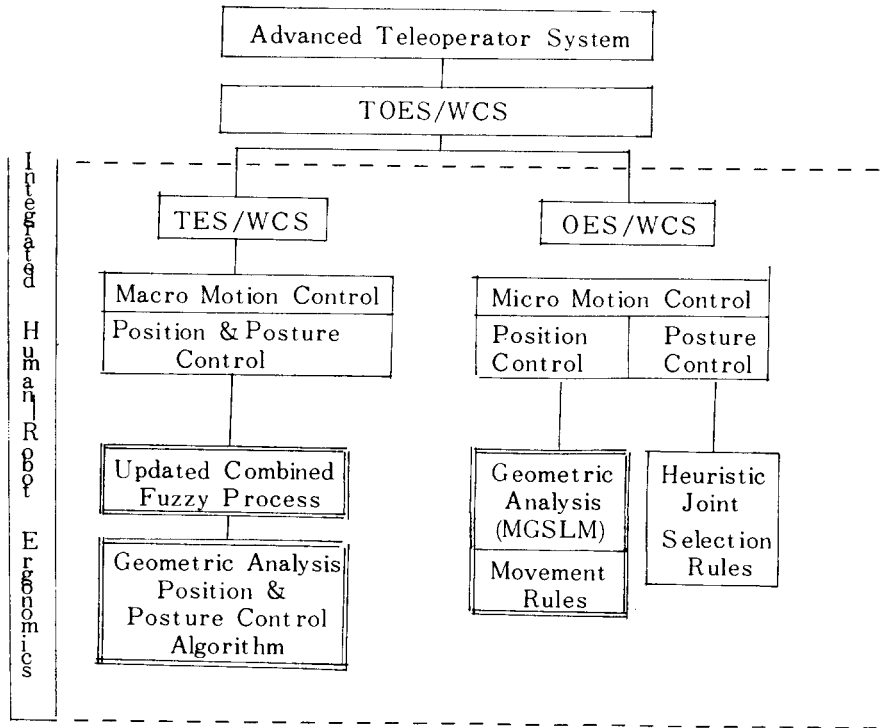 Advanced Teleoperator System
TOES/WCS
Integrated Human-Robot Ergonomics
TES/WCS
OES/WCS
Macro Motion Control
Position & Posture
Control
Micro Motion Control
Position
Control
Posture
Control
Updated Combined
Fuzzy Process
Geometric Analysis
Position &
Posture Control
Algorithm
Geometric
Analysis
(MGSLM)
Movement
Rules
Heuristic
Joint
Selection
Rules